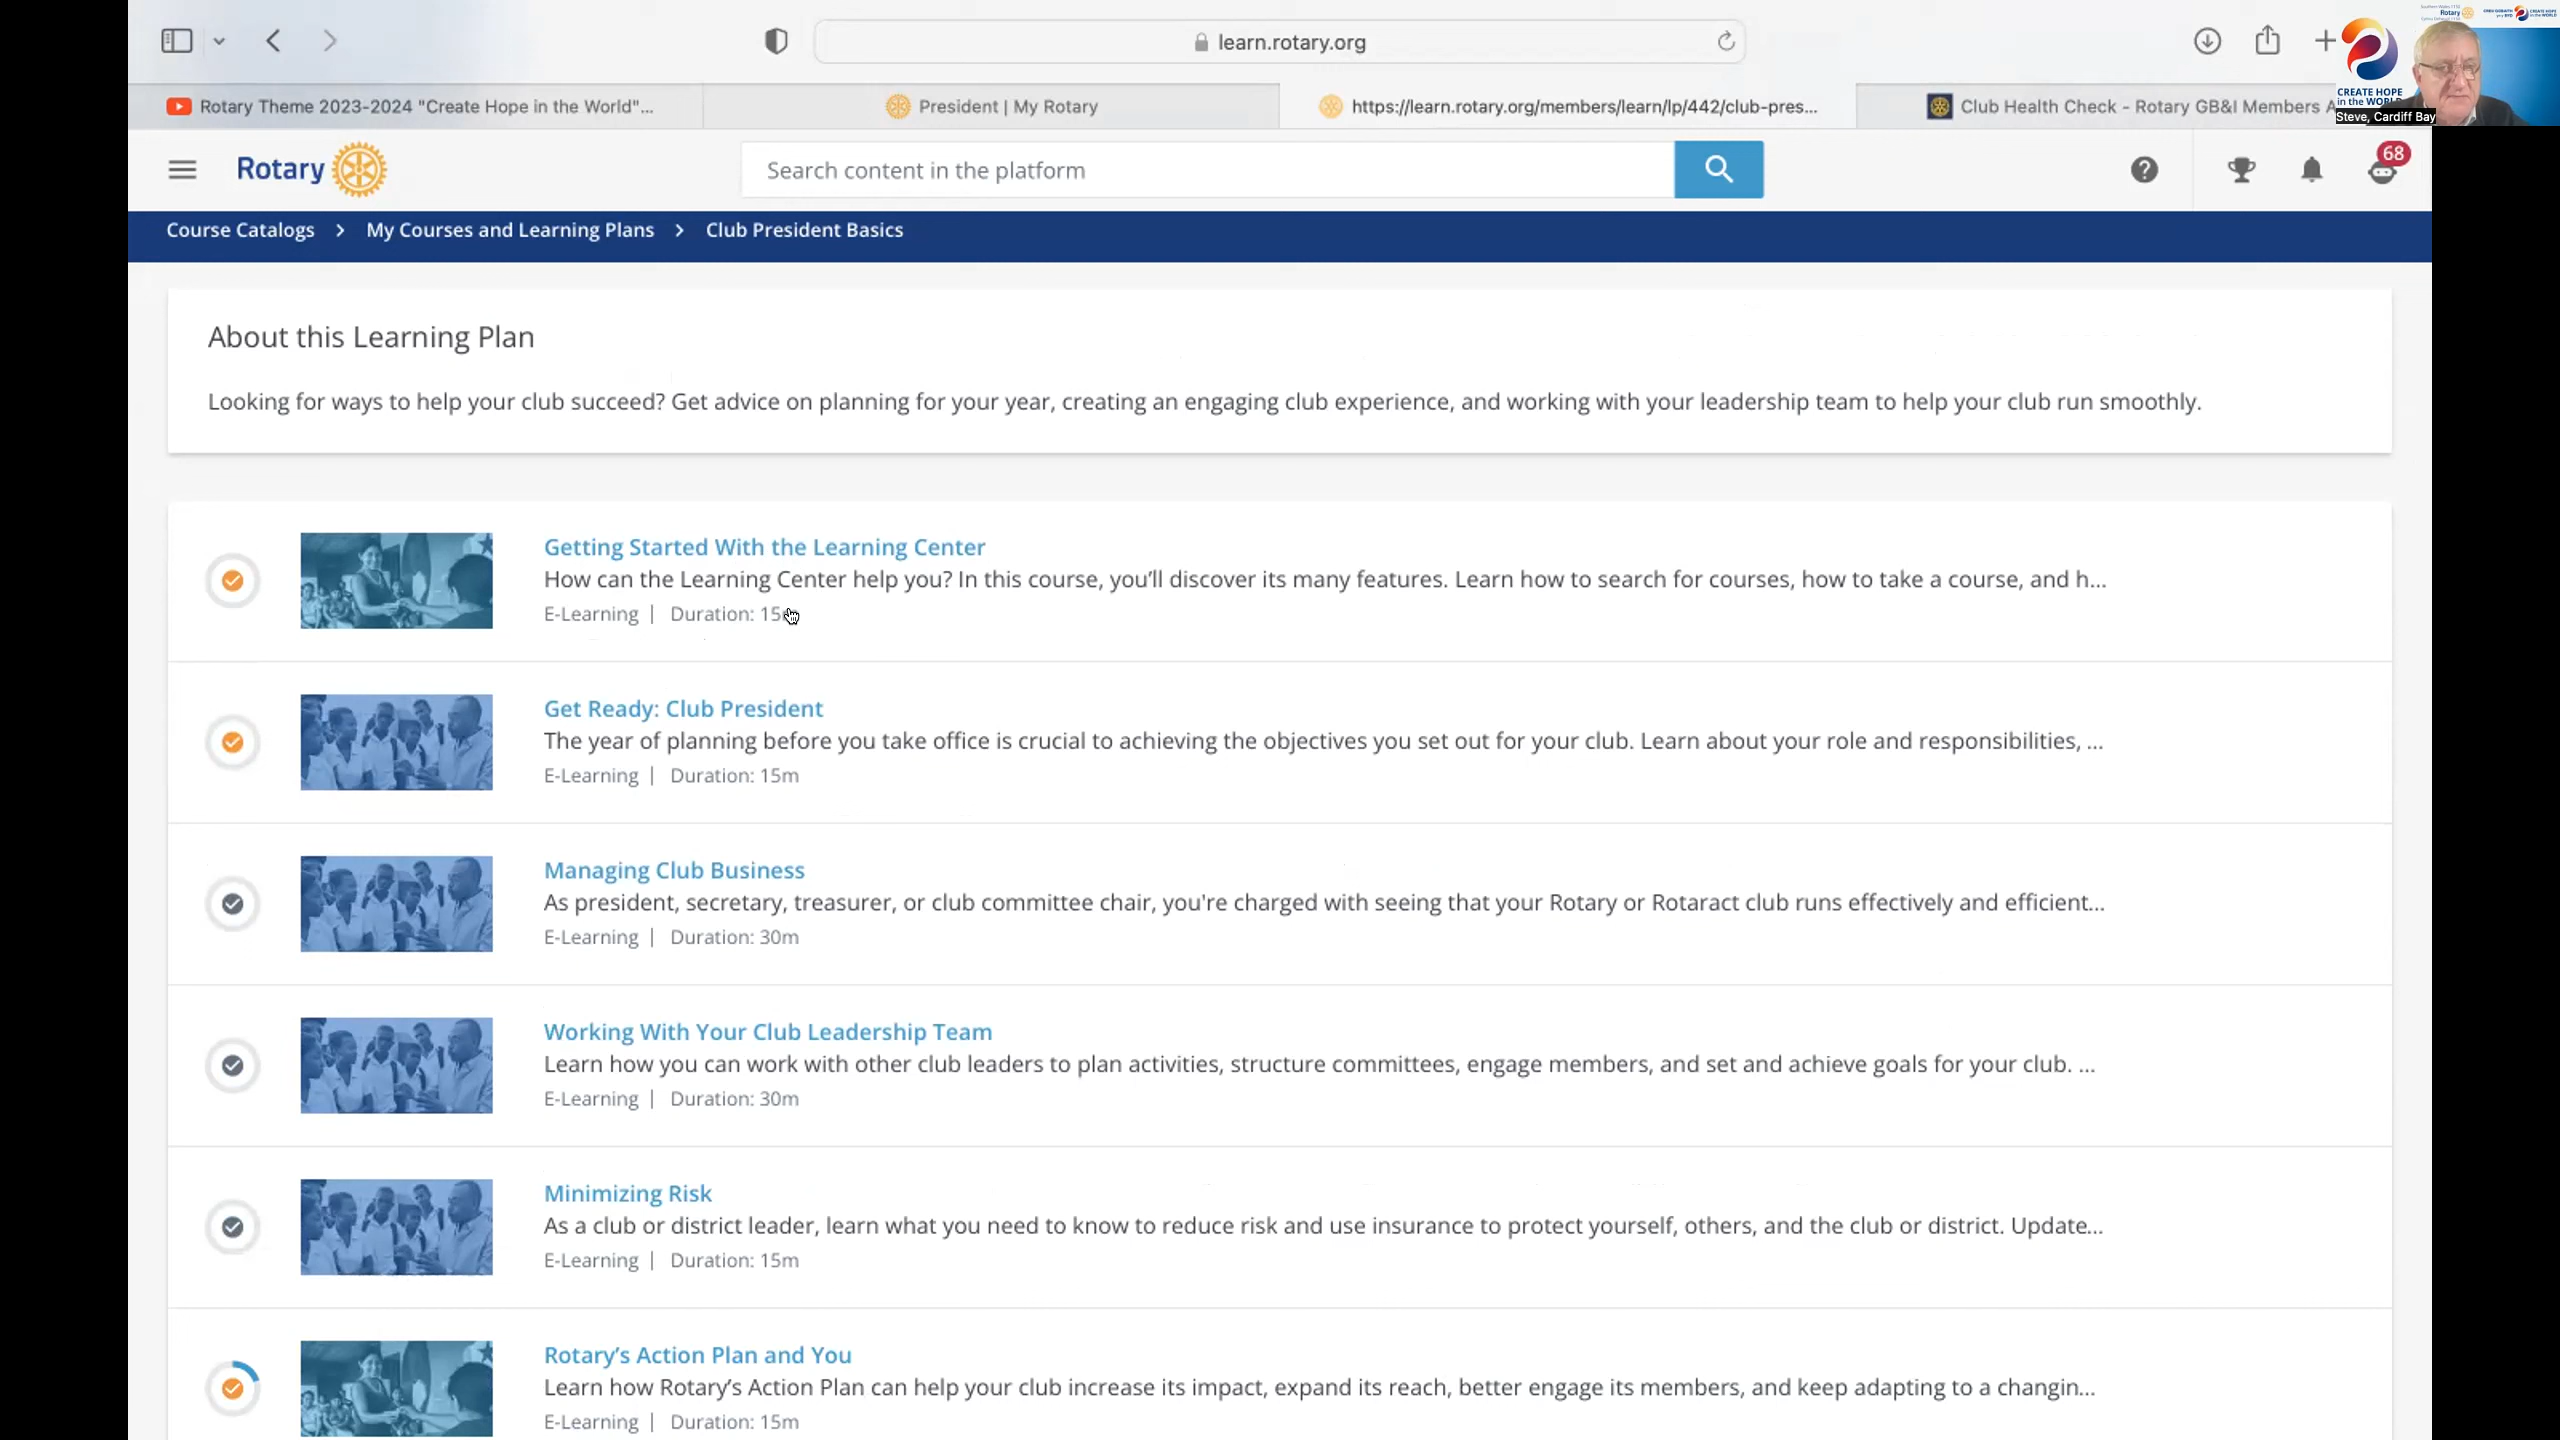 learn.rotary.org
Rotary Theme 2023-2024 "Create Hope in the World"...
President | My Rotary
https://learn.rotary.org/members/learn/lp/442/club-pres...
Club Health Check - Rotary GB&I Members A
CREATE HOPE
in the WORLD
Steve, Cardiff Bay
Rotary
Search content in the platform
68
Course Catalogs > My Courses and Learning Plans > Club President Basics
About this Learning Plan
Looking for ways to help your club succeed? Get advice on planning for your year, creating an engaging club experience, and working with your leadership team to help your club run smoothly.
Getting Started With the Learning Center
How can the Learning Center help you? In this course, you'll discover its many features. Learn how to search for courses, how to take a course, and h...
E-Learning | Duration: 15
Get Ready: Club President
The year of planning before you take office is crucial to achieving the objectives you set out for your club. Learn about your role and responsibilities, ...
E-Learning | Duration: 15m
Managing Club Business
As president, secretary, treasurer, or club committee chair, you're charged with seeing that your Rotary or Rotaract club runs effectively and efficient...
E-Learning | Duration: 30m
Working With Your Club Leadership Team
Learn how you can work with other club leaders to plan activities, structure committees, engage members, and set and achieve goals for your club. ...
E-Learning | Duration: 30m
Minimizing Risk
As a club or district leader, learn what you need to know to reduce risk and use insurance to protect yourself, others, and the club or district. Update...
E-Learning | Duration: 15m
Rotary’s Action Plan and You
Learn how Rotary’s Action Plan can help your club increase its impact, expand its reach, better engage its members, and keep adapting to a changin...
E-Learning | Duration: 15m